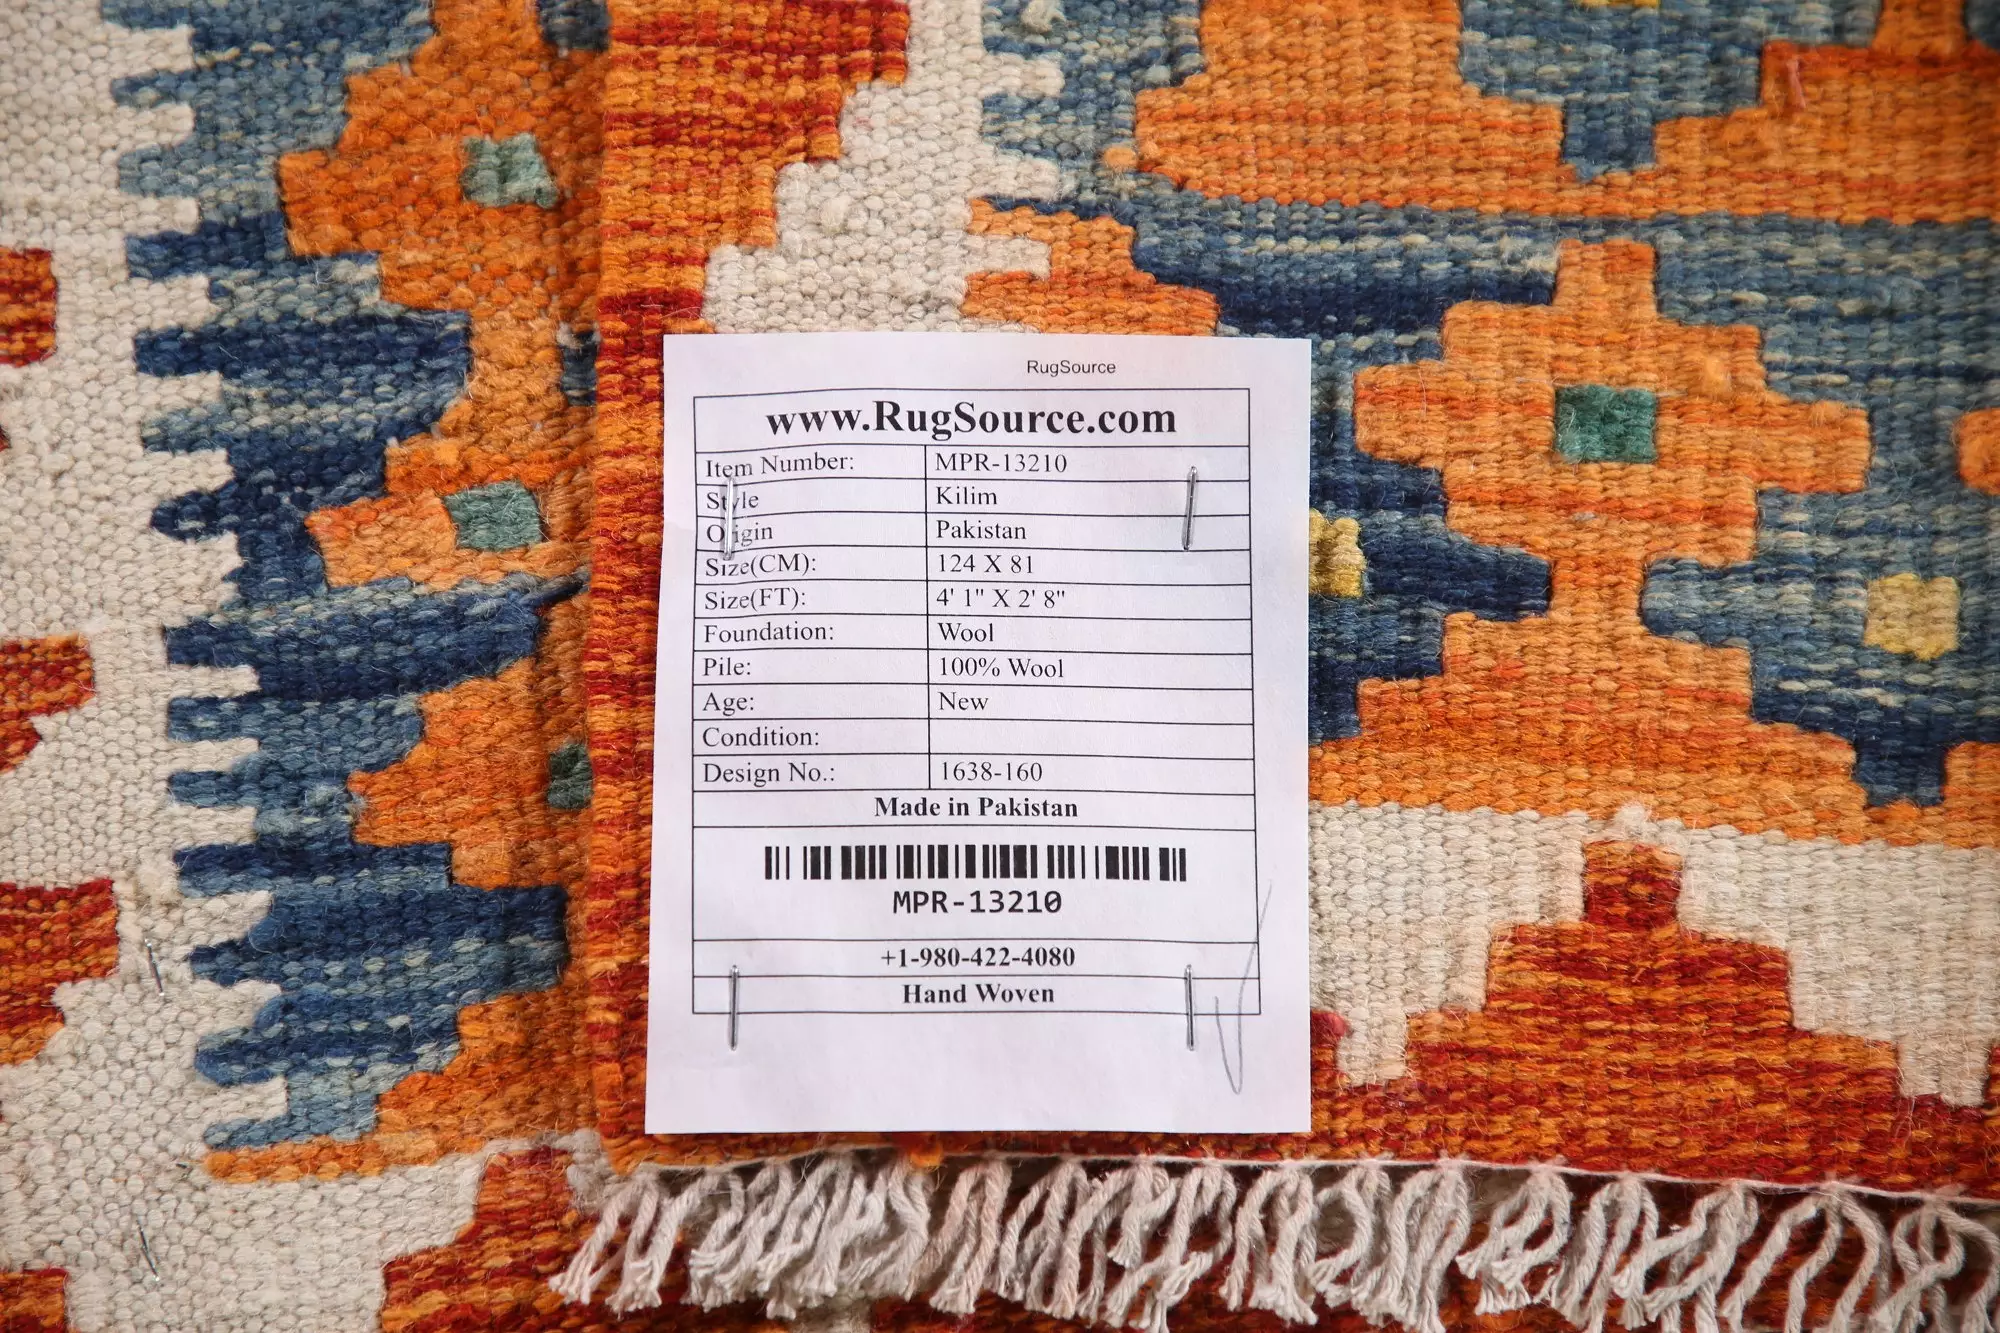 RugSource
www.RugSource.com
Item Number: MPR-13210
Style Kilim
Origin Pakistan
Size(CM): 124 X 81
Size(FT): 4' 1" X 2' 8"
Foundation: Wool
Pile: 100% Wool
Age: New
Condition:
Design No.: 1638-160
Made in Pakistan
MPR-13210
+1-980-422-4080
Hand Woven